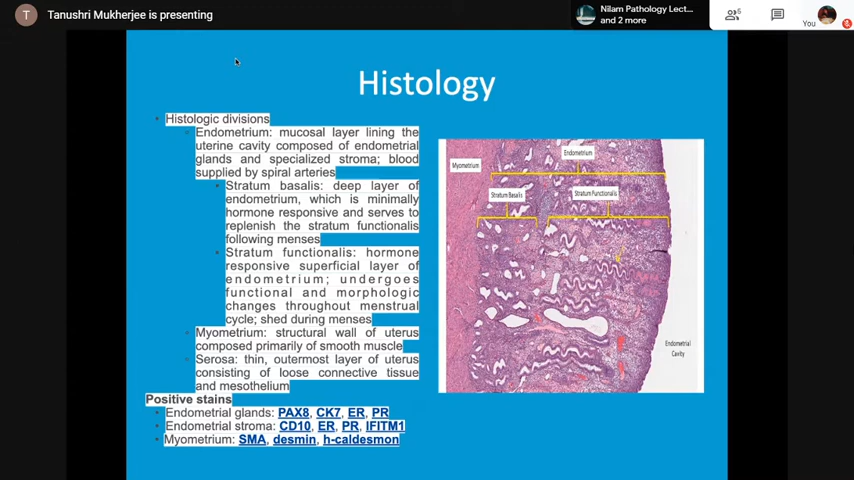 T Tanushri Mukherjee is presenting
Nilam Pathology Lect...
and 2 more
6
You
Histology
• Histologic divisions
Endometrium: mucosal layer lining the
uterine cavity composed of endometrial
glands and specialized stroma; blood
supplied by spiral arteries
• Stratum basalis: deep layer of
endometrium, which is minimally
hormone responsive and serves to
replenish the stratum functionalis
following menses
• Stratum functionalis: hormone
responsive superficial layer of
endometrium; undergoes
functional and morphologic
changes throughout menstrual
cycle; shed during menses
Myometrium: structural wall of uterus
composed primarily of smooth muscle
Serosa: thin, outermost layer of uterus
consisting of loose connective tissue
and mesothelium
Positive stains
• Endometrial glands: PAX8, CK7, ER, PR
• Endometrial stroma: CD10, ER, PR, IFITM1
• Myometrium: SMA, desmin, h-caldesmon
Endometrium
Myometrium
Stratum Basalis
Stratum Functionalis
Endometrial
Cavity